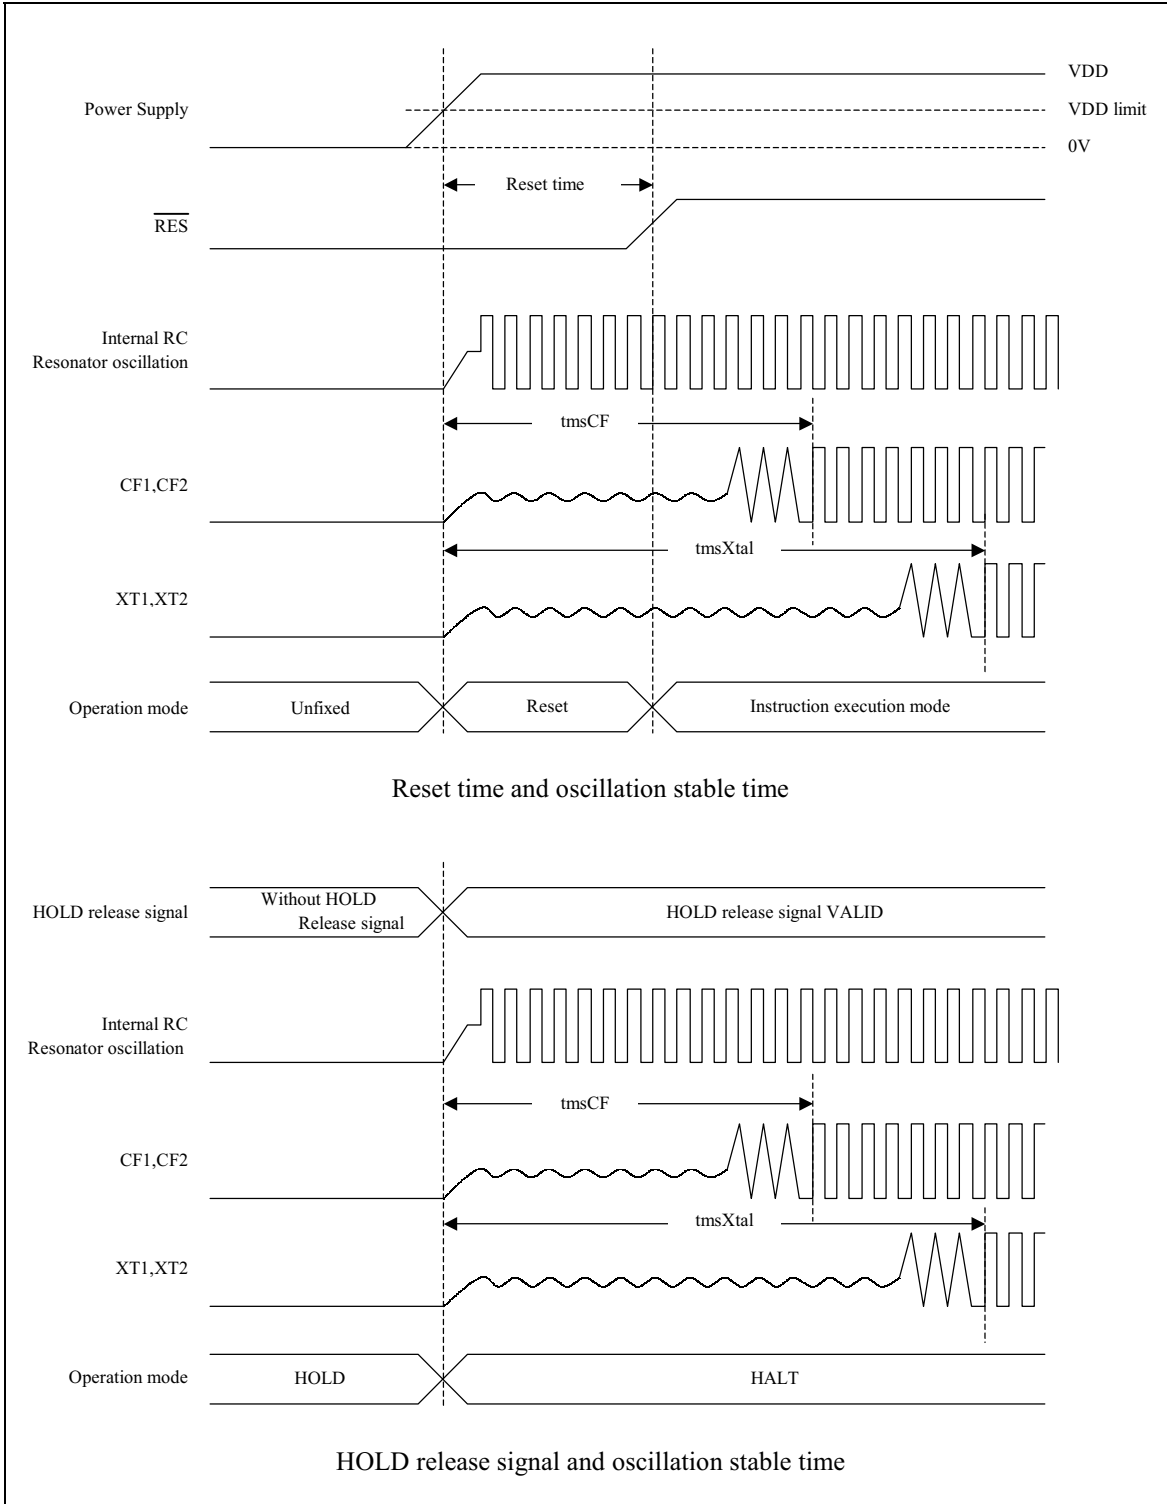 VDD
Power Supply
VDD limit
0V
Reset time
RES
Internal RC
Resonator oscillation
tmsCF
CF1,CF2
tmsXtal
XT1,XT2
Operation mode
Unfixed
Reset
Instruction execution mode
Reset time and oscillation stable time
HOLD release signal
Without HOLD
Release signal
HOLD release signal VALID
Internal RC
Resonator oscillation
tmsCF
CF1,CF2
tmsXtal
XT1,XT2
Operation mode
HOLD
HALT
HOLD release signal and oscillation stable time